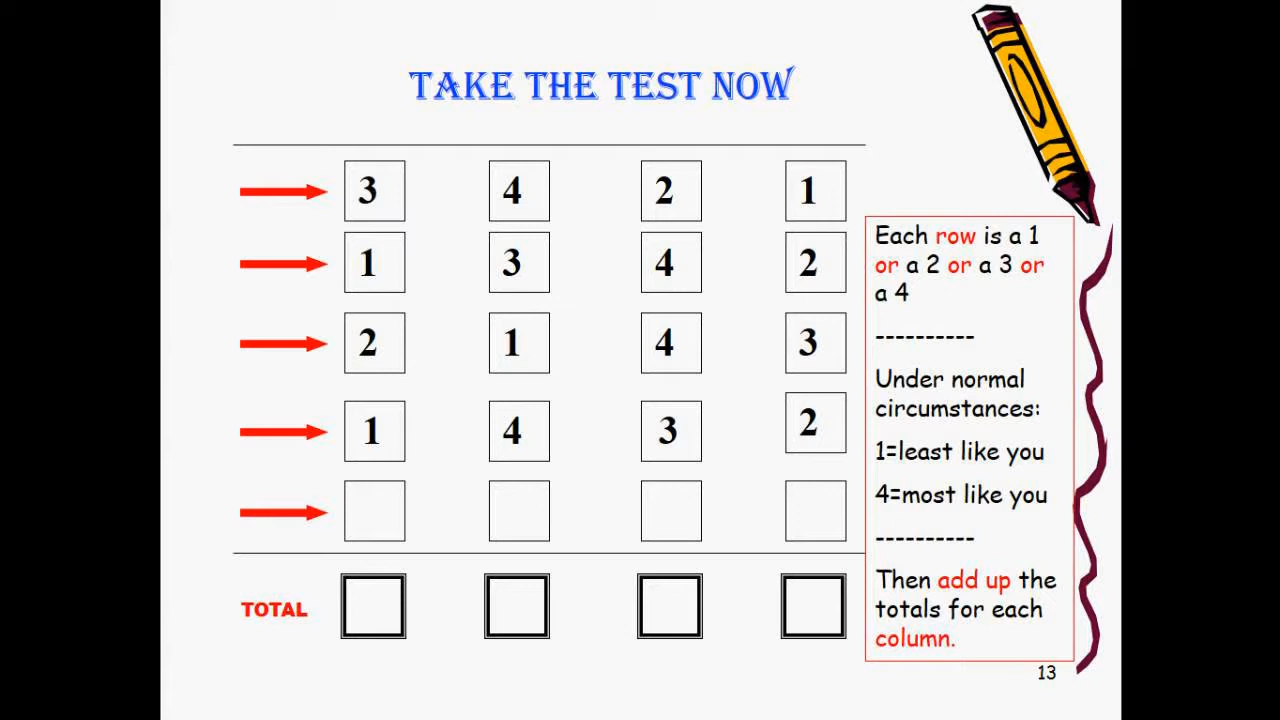 TAKE THE TEST NOW
3 4 2 1
1 3 4 2
2 1 4 3
1 4 3 2
TOTAL
Each row is a 1
or a 2 or a 3 or
a 4
----------
Under normal
circumstances:
1=least like you
4=most like you
----------
Then add up the
totals for each
column.
13